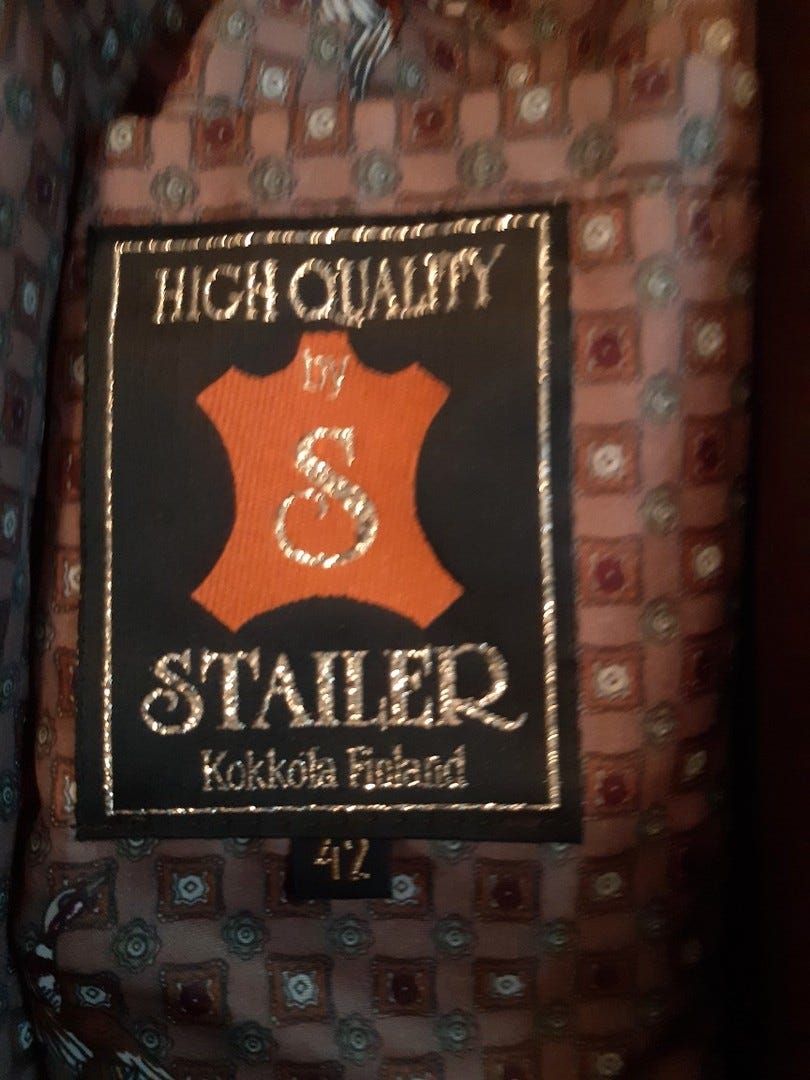 HIGH QUALITY
by
S
STAILER
Kokkola Finland
42